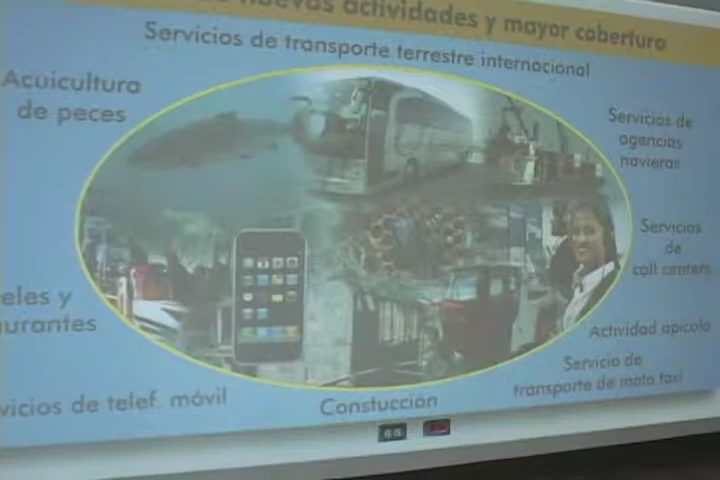 nuevas actividades y mayor cobertura
Servicios de transporte terrestre internacional
Acuicultura
de peces
Servicios de
agencias
navieras
Servicios
de
call centers
eles y
urantes
Actividad apícola
Servicio de
transporte de moto taxi
vicios de telef. móvil
Constucción